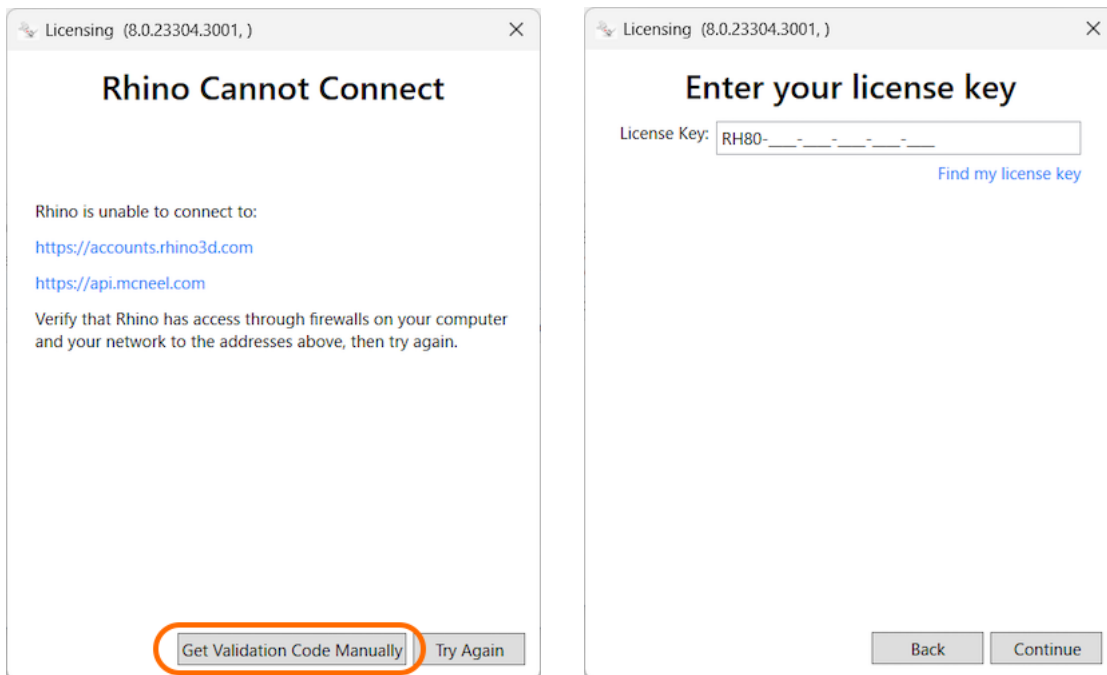 Licensing (8.0.23304.3001, )
Rhino Cannot Connect
Rhino is unable to connect to:
https://accounts.rhino3d.com
https://api.mcneel.com
Verify that Rhino has access through firewalls on your computer
and your network to the addresses above, then try again.
Get Validation Code Manually
Try Again
Licensing (8.0.23304.3001, )
Enter your license key
License Key: RH80-___-___-___-___-___
Find my license key
Back
Continue